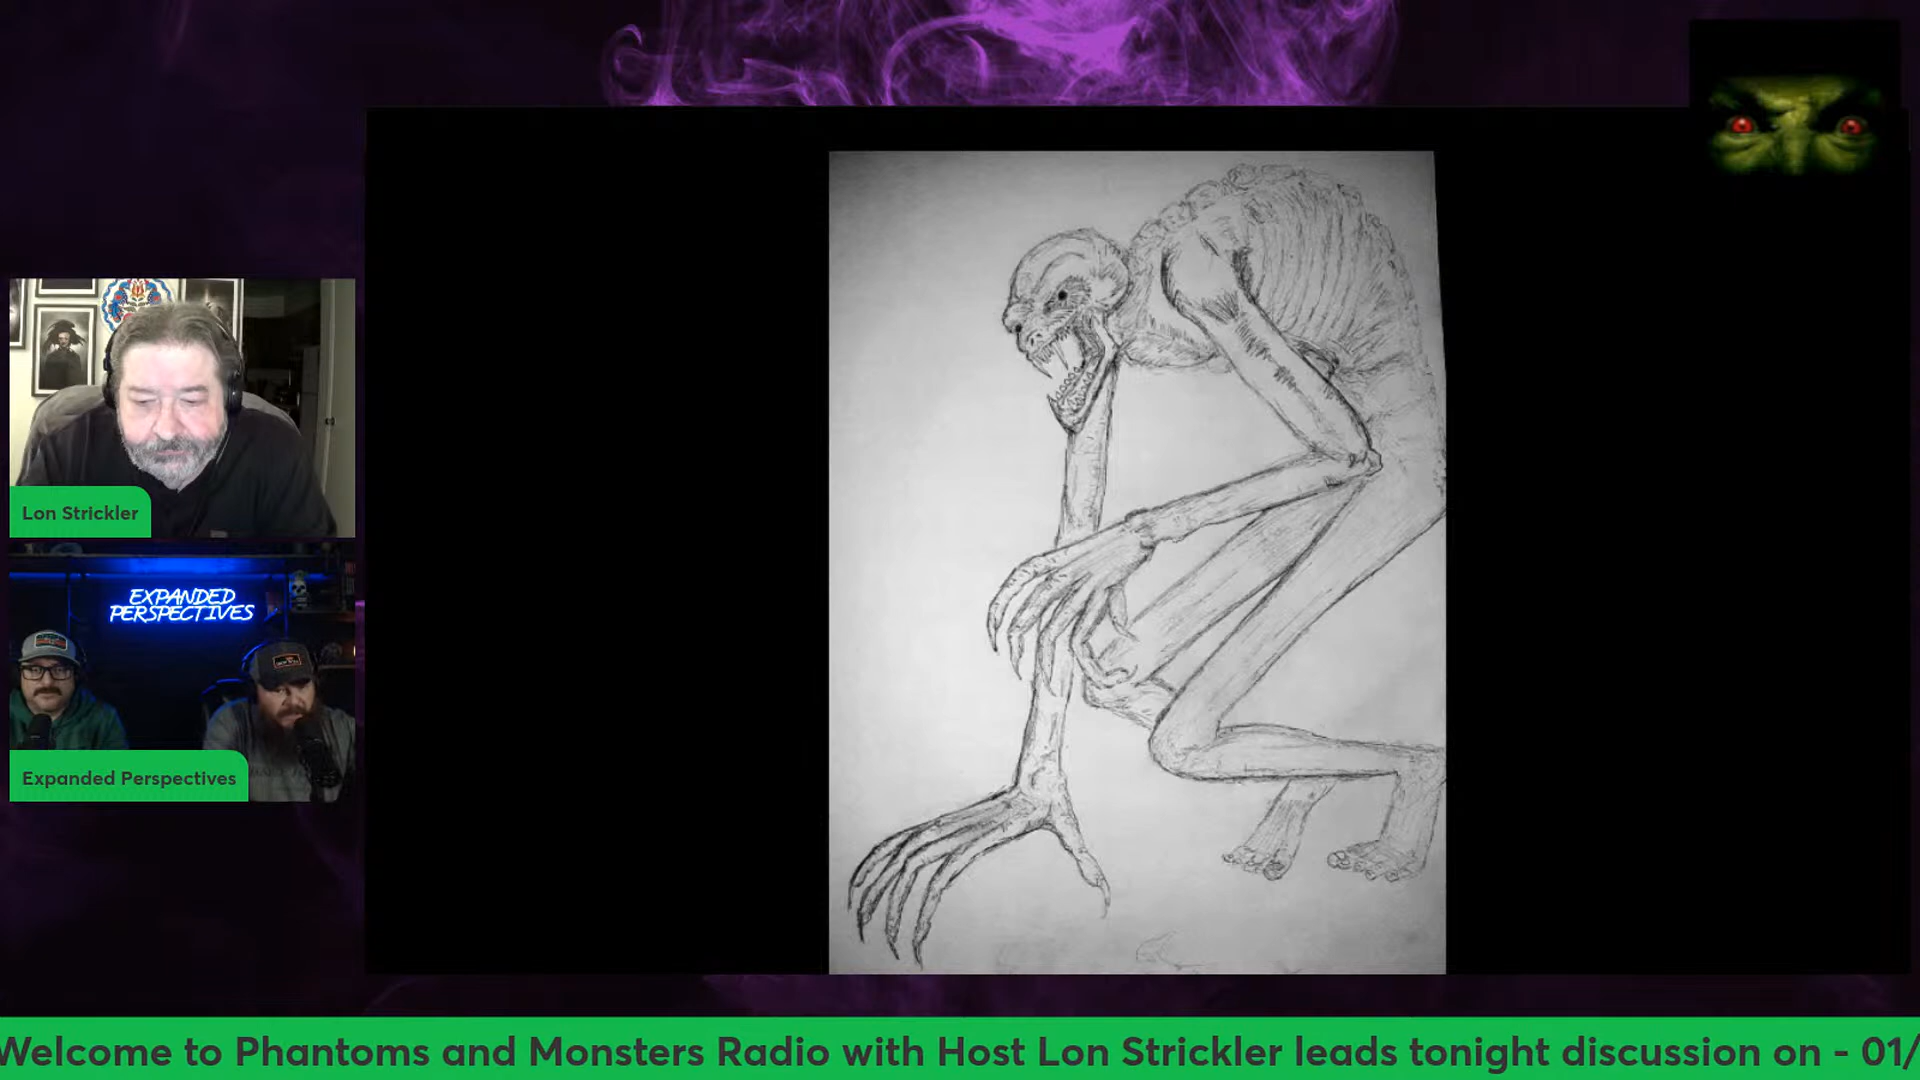 Lon Strickler
EXPANDED
PERSPECTIVES
Expanded Perspectives
Welcome to Phantoms and Monsters Radio with Host Lon Strickler leads tonight discussion on - 01/